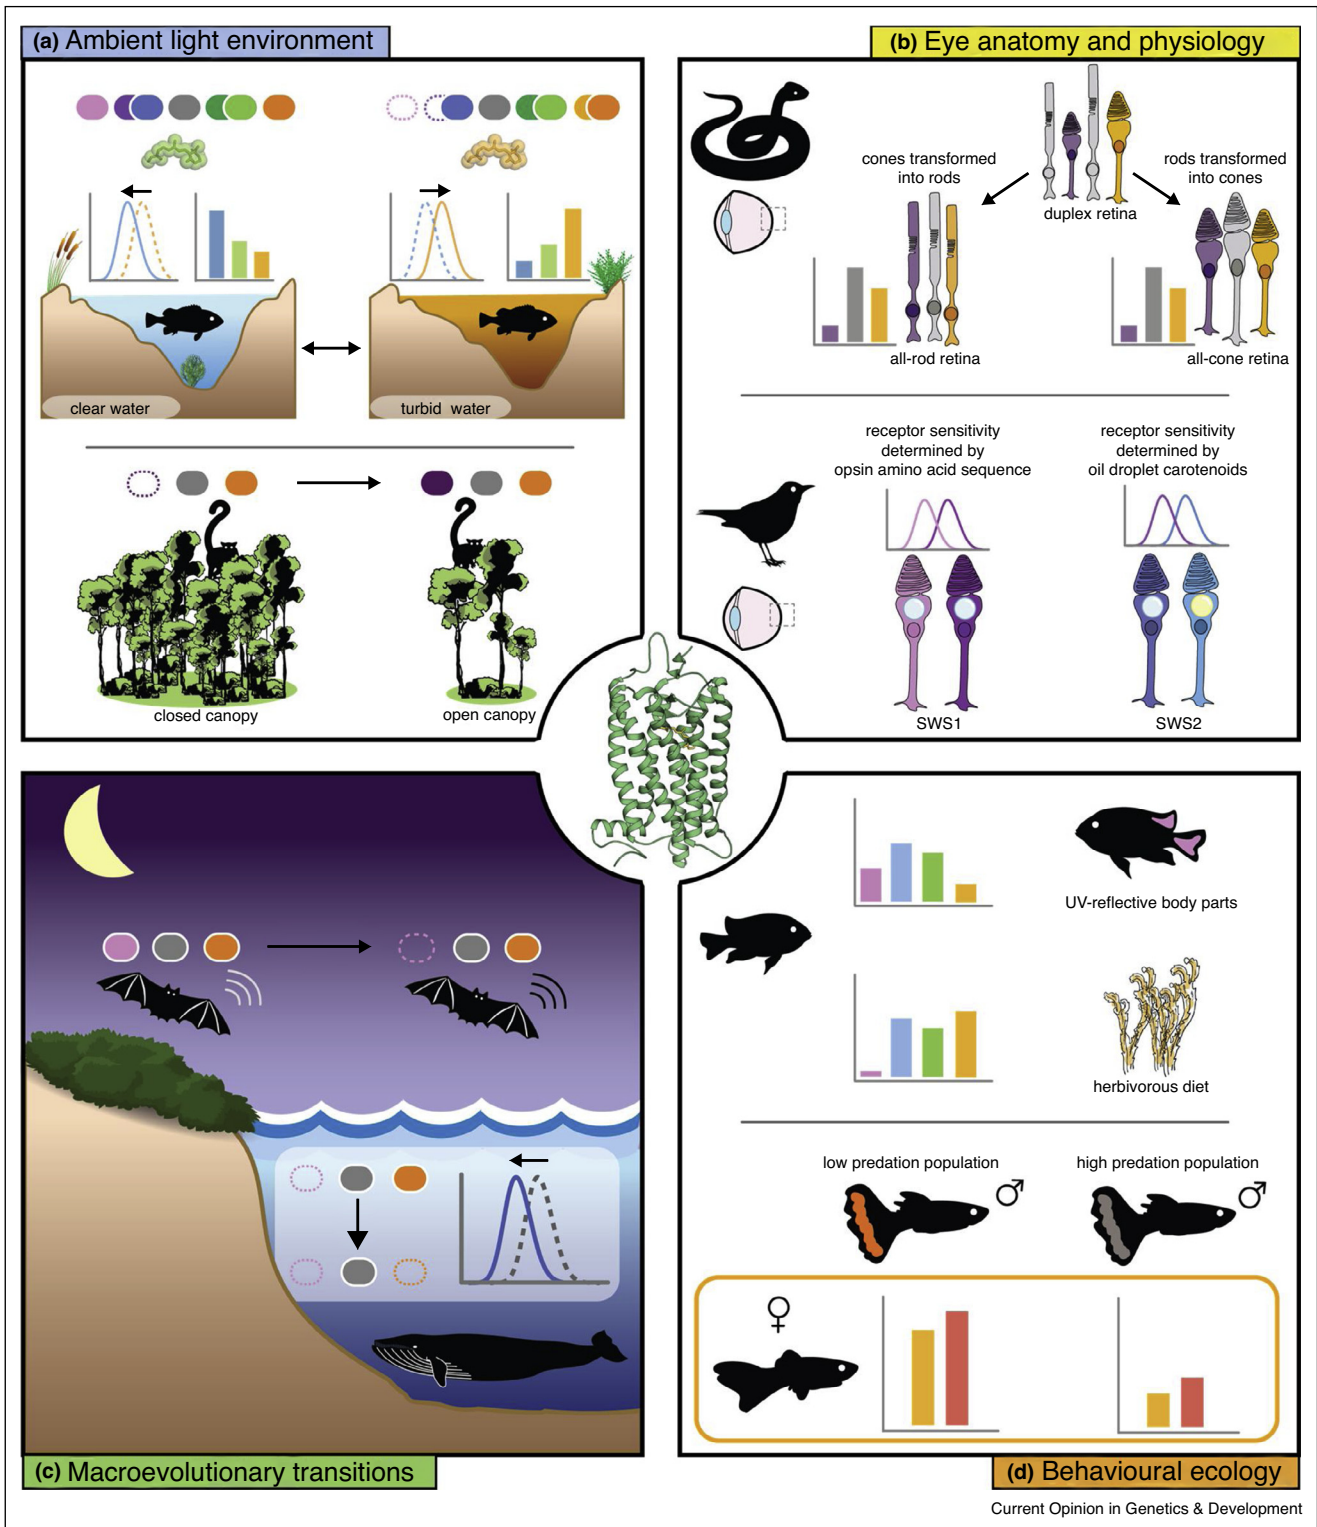 (a) Ambient light environment
clear water
turbid water
closed canopy
open canopy
(b) Eye anatomy and physiology
cones transformed
into rods
rods transformed
into cones
duplex retina
all-rod retina
all-cone retina
receptor sensitivity
determined by
opsin amino acid sequence
receptor sensitivity
determined by
oil droplet carotenoids
SWS1
SWS2
(c) Macroevolutionary transitions
UV-reflective body parts
herbivorous diet
low predation population
high predation population
♂
♂
♀
(d) Behavioural ecology
Current Opinion in Genetics & Development